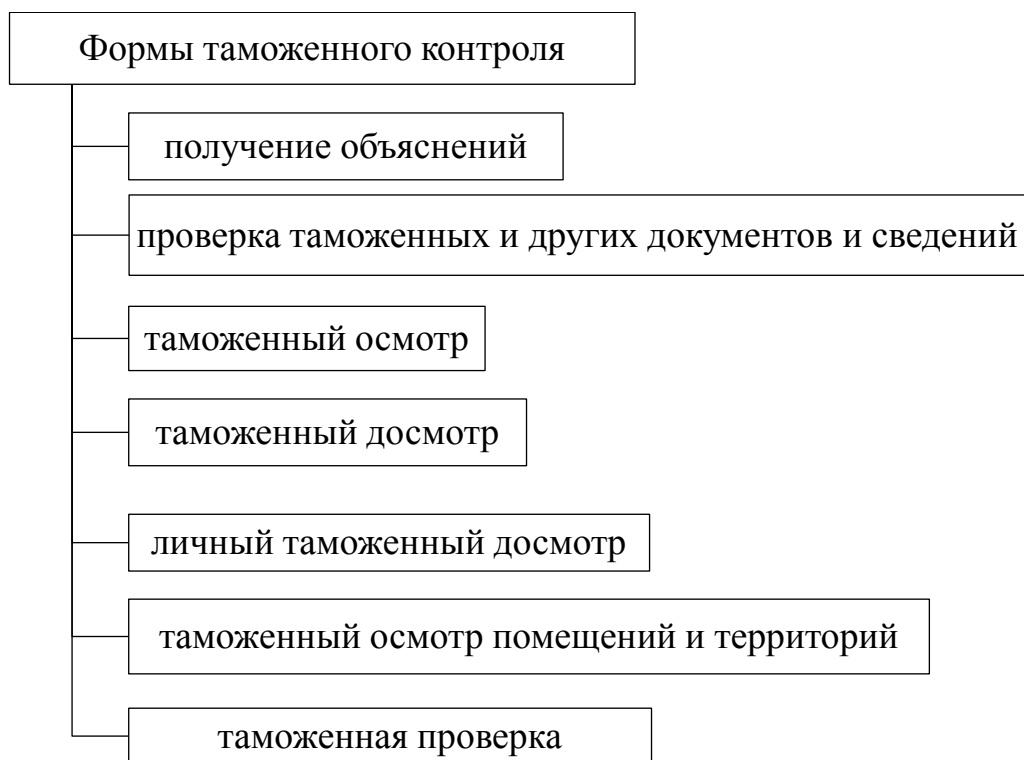 Формы таможенного контроля
получение объяснений
проверка таможенных и других документов и сведений
таможенный осмотр
таможенный досмотр
личный таможенный досмотр
таможенный осмотр помещений и территорий
таможенная проверка